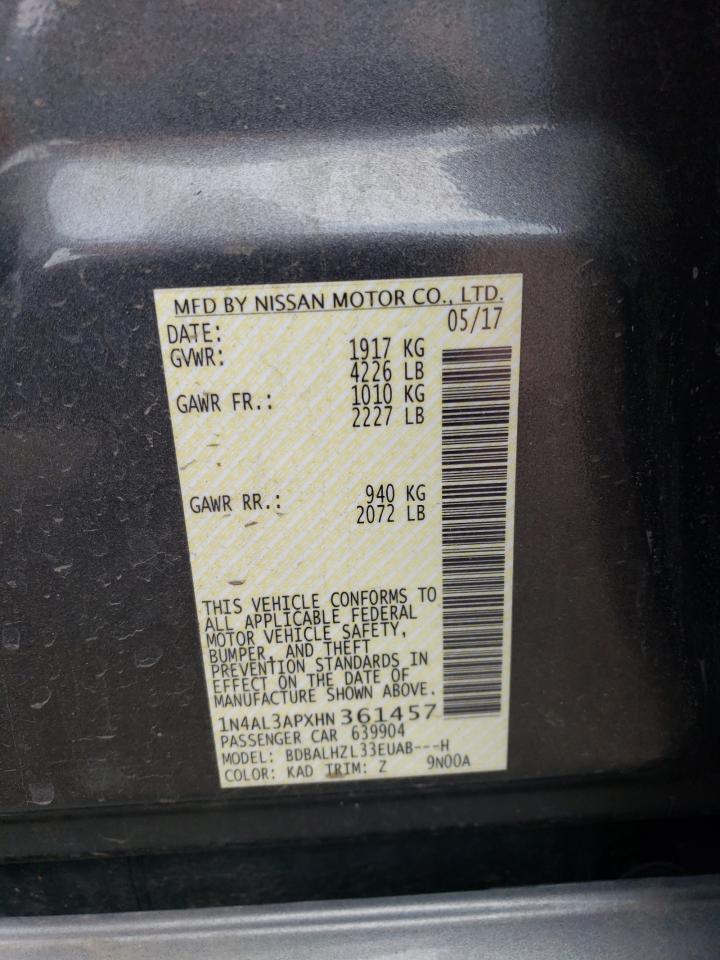 MFD BY NISSAN MOTOR CO., LTD.
DATE: 05/17
GVWR: 1917 KG
4226 LB
GAWR FR.: 1010 KG
2227 LB
GAWR RR.: 940 KG
2072 LB
THIS VEHICLE CONFORMS TO
ALL APPLICABLE FEDERAL
MOTOR VEHICLE SAFETY,
BUMPER, AND THEFT
PREVENTION STANDARDS IN
EFFECT ON THE DATE OF
MANUFACTURE SHOWN ABOVE.
1N4AL3APXHN361457
PASSENGER CAR 639904
MODEL: BDBALHZL33EUAB---H
COLOR: KAD TRIM: Z 9N00A